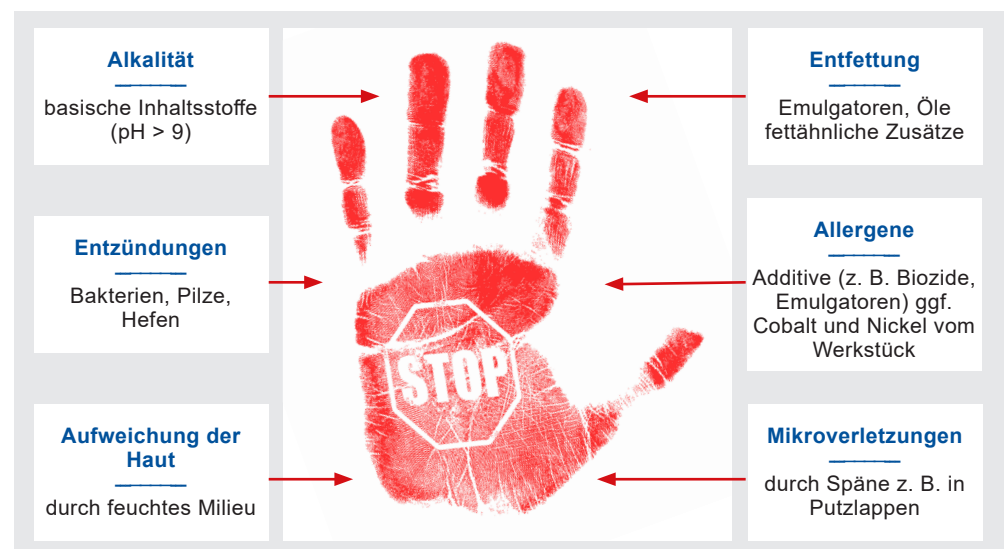 Alkalität
basische Inhaltsstoffe
(pH > 9)
Entzündungen
Bakterien, Pilze,
Hefen
Aufweichung der
Haut
durch feuchtes Milieu
STOP
Entfettung
Emulgatoren, Öle
fettähnliche Zusätze
Allergene
Additive (z. B. Biozide,
Emulgatoren) ggf.
Cobalt und Nickel vom
Werkstück
Mikroverletzungen
durch Späne z. B. in
Putzlappen